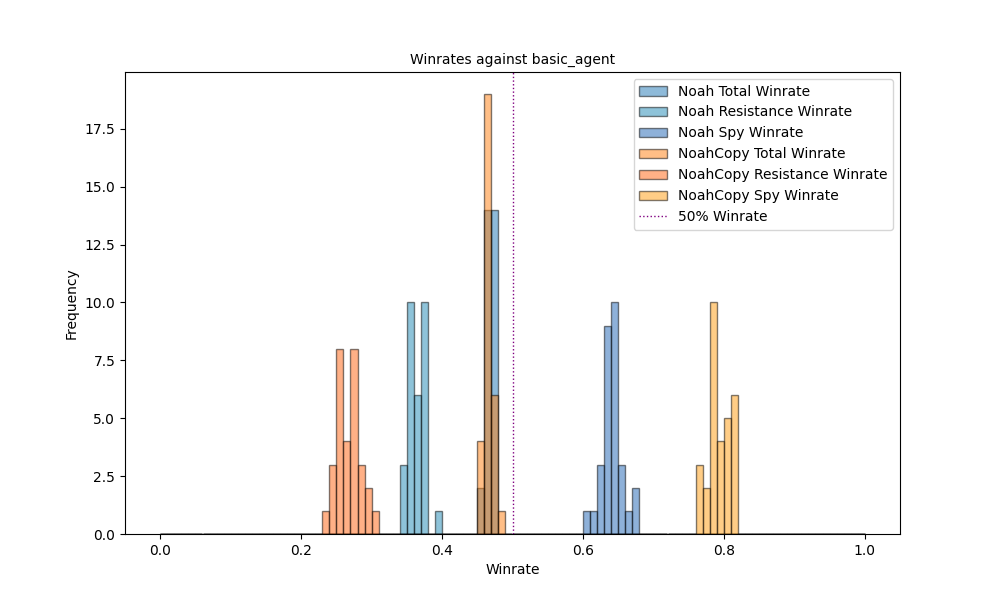 Winrates against basic_agent
Noah Total Winrate
Noah Resistance Winrate
Noah Spy Winrate
NoahCopy Total Winrate
NoahCopy Resistance Winrate
NoahCopy Spy Winrate
50% Winrate
Frequency
17.5
15.0
12.5
10.0
7.5
5.0
2.5
0.0
0.0 0.2 0.4 0.6 0.8 1.0
Winrate